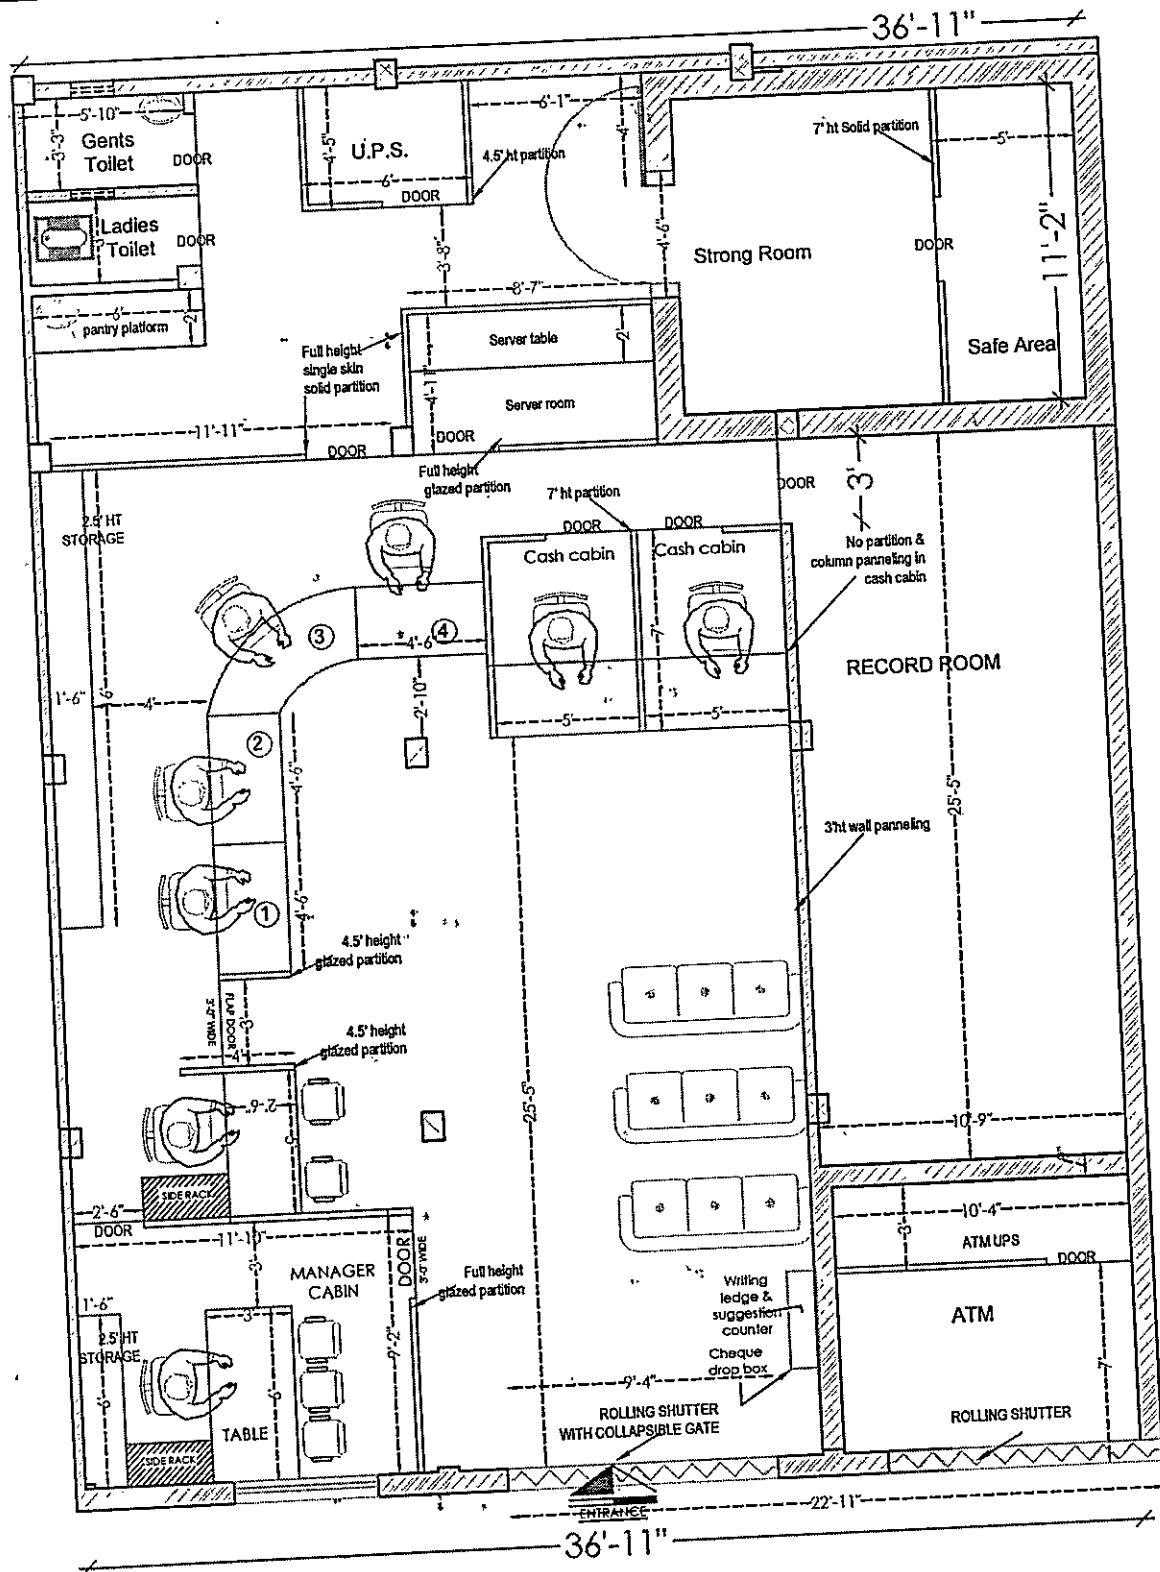 36'-11"
5'-10"
Gents
Toilet
3'-3"
DOOR
4'-5"
U.P.S.
6'
DOOR
6'-1"
4'
4.5' ht partition
7' ht Solid partition
5'
Ladies
Toilet
DOOR
3'-8"
4'-6"
Strong Room
DOOR
11'-2"
6'
pantry platform
2'
8'-7"
Full height
single skin
solid partition
Server table
2'
4'-11"
Server room
Safe Area
11'-11"
DOOR
DOOR
Full height
glazed partition
7' ht partition
DOOR
3'
2.5' HT
STORAGE
DOOR
DOOR
Cash cabin
Cash cabin
No partition &
column panneling in
cash cabin
3
4
4'-6"
7'
RECORD ROOM
1'-6"
4'
2'-10"
5'
5'
2
4'-6"
25'-5"
3'ht wall panneling
1
4'-6"
4.5' height
glazed partition
FLAP DOOR
3'-0" WIDE
3'
4'
4.5' height
glazed partition
25'-5"
2'-6"
5'
10'-9"
SIDE RACK
2'-6"
DOOR
11'-10"
3'
MANAGER
CABIN
DOOR
3'-0" WIDE
Full height
glazed partition
10'-4"
3'
ATM UPS
DOOR
1'-6"
2.5' HT
STORAGE
3'
9'-2"
Writing
ledge &
suggestion
counter
Cheque
drop box
ATM
6'
6'
7'
TABLE
9'-4"
ROLLING SHUTTER
WITH COLLAPSIBLE GATE
ROLLING SHUTTER
SIDE RACK
ENTRANCE
22'-11"
36'-11"